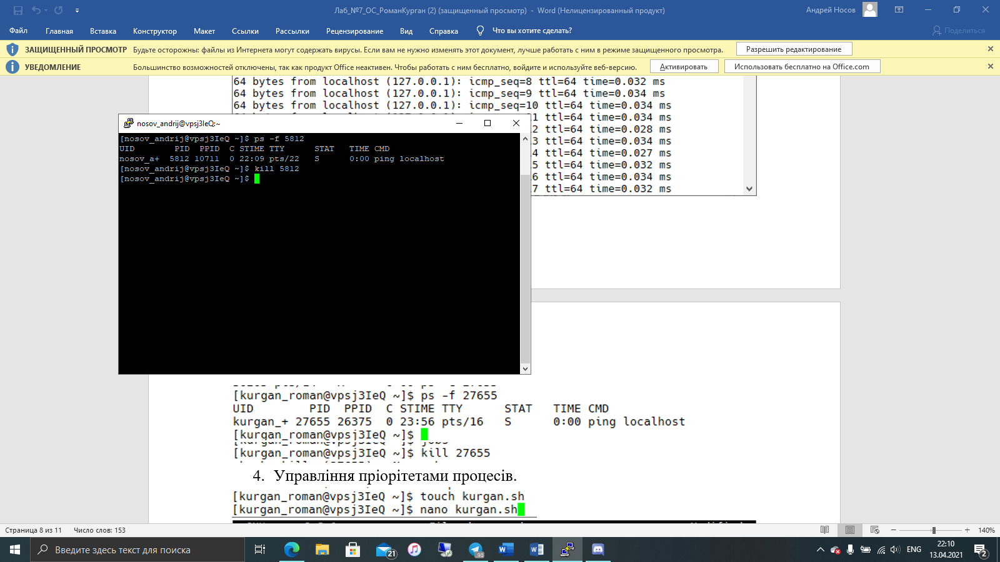 Лаб_№7_ОС_РоманКурган (2) (защищенный просмотр) - Word (Нелицензированный продукт)
Андрей Носов
Файл Главная Вставка Конструктор Макет Ссылки Рассылки Рецензирование Вид Справка Что вы хотите сделать? Поделиться
ЗАЩИЩЕННЫЙ ПРОСМОТР Будьте осторожны: файлы из Интернета могут содержать вирусы. Если вам не нужно изменять этот документ, лучше работать с ним в режиме защищенного просмотра. Разрешить редактирование
УВЕДОМЛЕНИЕ Большинство возможностей отключены, так как продукт Office неактивен. Чтобы работать с ним бесплатно, войдите и используйте веб-версию. Активировать Использовать бесплатно на Office.com
64 bytes from localhost (127.0.0.1): icmp_seq=8 ttl=64 time=0.032 ms
64 bytes from localhost (127.0.0.1): icmp_seq=9 ttl=64 time=0.034 ms
64 bytes from localhost (127.0.0.1): icmp_seq=10 ttl=64 time=0.034 ms
1 ttl=64 time=0.034 ms
2 ttl=64 time=0.028 ms
3 ttl=64 time=0.034 ms
4 ttl=64 time=0.027 ms
5 ttl=64 time=0.032 ms
6 ttl=64 time=0.034 ms
7 ttl=64 time=0.032 ms
nosov_andrij@vpsj3IeQ:~
[nosov_andrij@vpsj3IeQ ~]$ ps -f 5812
UID PID PPID C STIME TTY STAT TIME CMD
nosov_a+ 5812 10711 0 22:09 pts/22 S 0:00 ping localhost
[nosov_andrij@vpsj3IeQ ~]$ kill 5812
[nosov_andrij@vpsj3IeQ ~]$
[kurgan_roman@vpsj3IeQ ~]$ ps -f 27655
UID PID PPID C STIME TTY STAT TIME CMD
kurgan_+ 27655 26375 0 23:56 pts/16 S 0:00 ping localhost
[kurgan_roman@vpsj3IeQ ~]$
[kurgan_roman@vpsj3IeQ ~]$ kill 27655
4. Управління пріорітетами процесів.
[kurgan_roman@vpsj3IeQ ~]$ touch kurgan.sh
[kurgan_roman@vpsj3IeQ ~]$ nano kurgan.sh
Страница 8 из 11 Число слов: 153 140%
Введите здесь текст для поиска
21
.90
ENG
22:10
13.04.2021
2